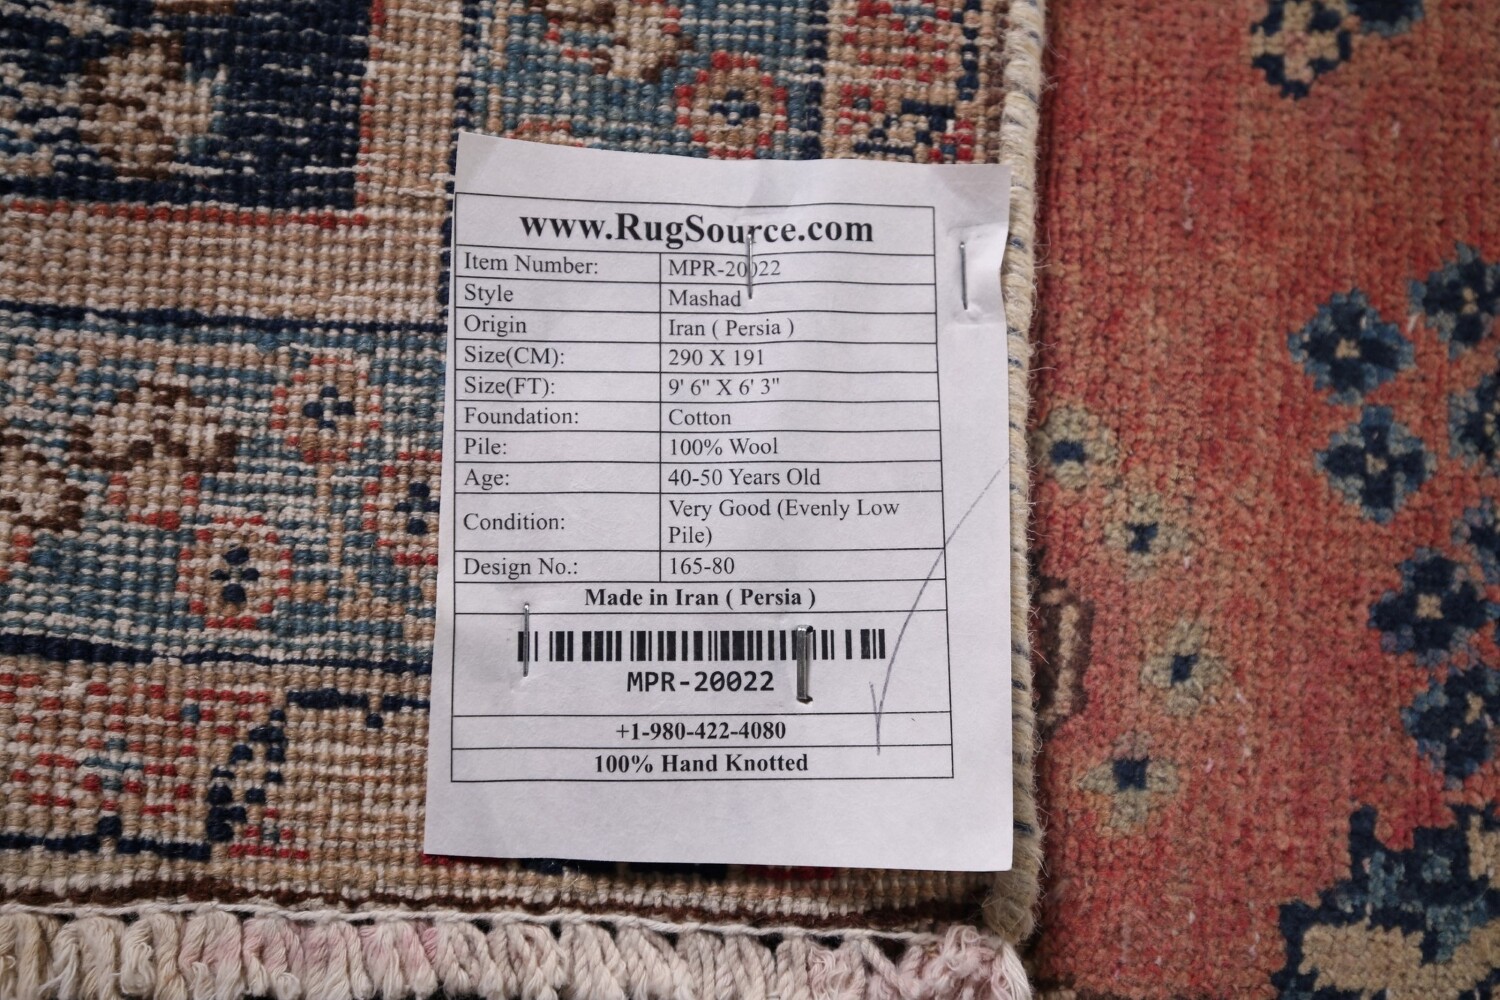 www.RugSource.com
Item Number: MPR-20022
Style Mashad
Origin Iran ( Persia )
Size(CM): 290 X 191
Size(FT): 9' 6" X 6' 3"
Foundation: Cotton
Pile: 100% Wool
Age: 40-50 Years Old
Condition: Very Good (Evenly Low
Pile)
Design No.: 165-80
Made in Iran ( Persia )
MPR-20022
+1-980-422-4080
100% Hand Knotted